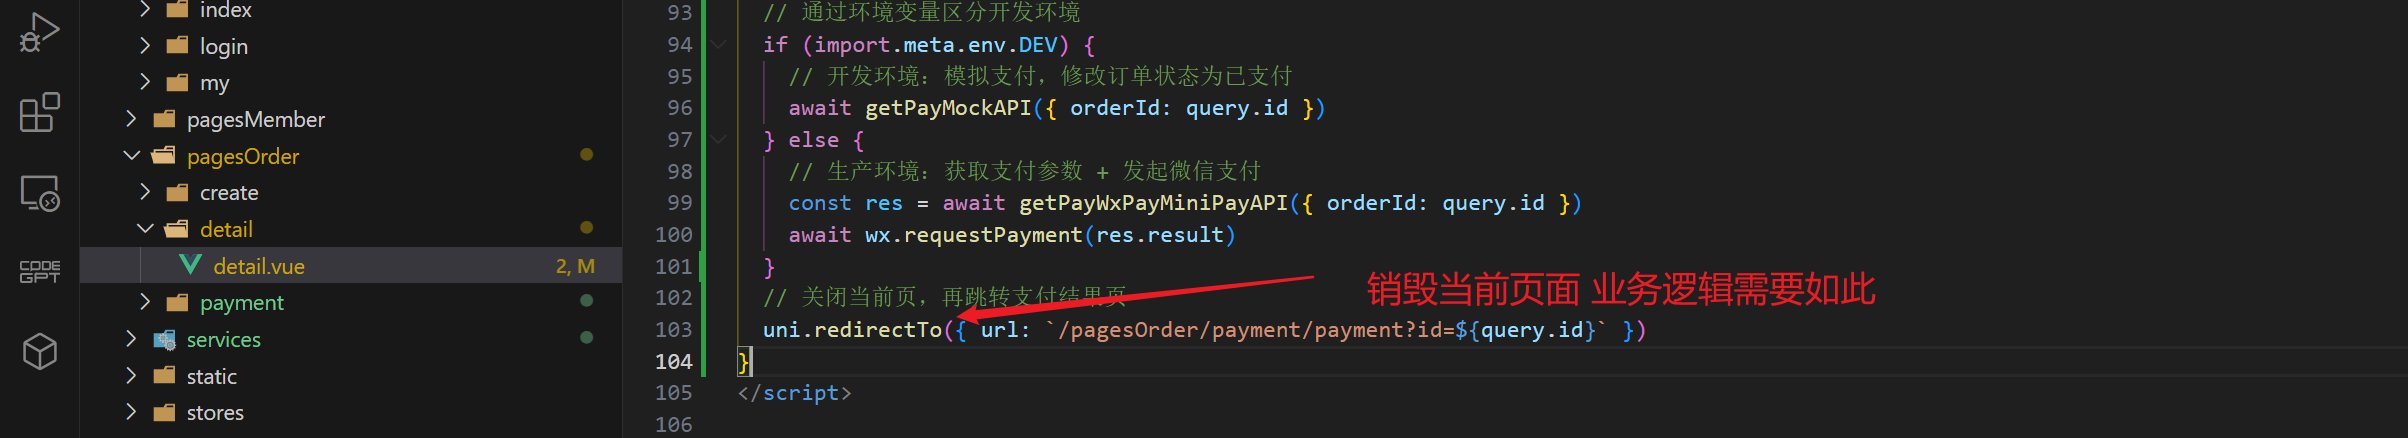 index
login
my
pagesMember
pagesOrder
create
detail
detail.vue 2, M
payment
services
static
stores
CODE
GPT
93 // 通过环境变量区分开发环境
94 if (import.meta.env.DEV) {
95 // 开发环境：模拟支付，修改订单状态为已支付
96 await getPayMockAPI({ orderId: query.id })
97 } else {
98 // 生产环境：获取支付参数 + 发起微信支付
99 const res = await getPayWxPayMiniPayAPI({ orderId: query.id })
100 await wx.requestPayment(res.result)
101 }
102 // 关闭当前页，再跳转支付结果页
103 uni.redirectTo({ url: `/pagesOrder/payment/payment?id=${query.id}` })
104 }
105 </script>
106
销毁当前页面 业务逻辑需要如此